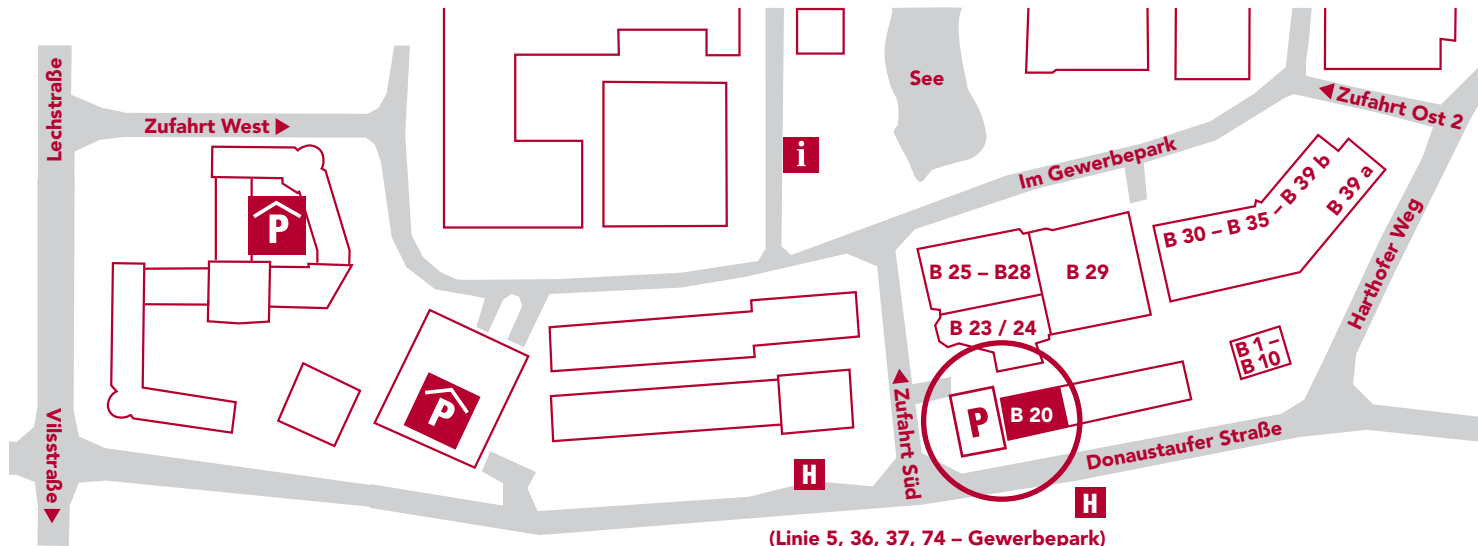 See
Zufahrt Ost 2
Lechstraße
Zufahrt West
i
Im Gewerbepark
B 30 – B 35 – B 39 b
B 39 a
P
Harthofer Weg
B 25 – B28
B 29
B 23 / 24
B 1 –
B 10
P
Zufahrt Süd
P
B 20
Vilsstraße
Donaustaufer Straße
H
H
(Linie 5, 36, 37, 74 – Gewerbepark)